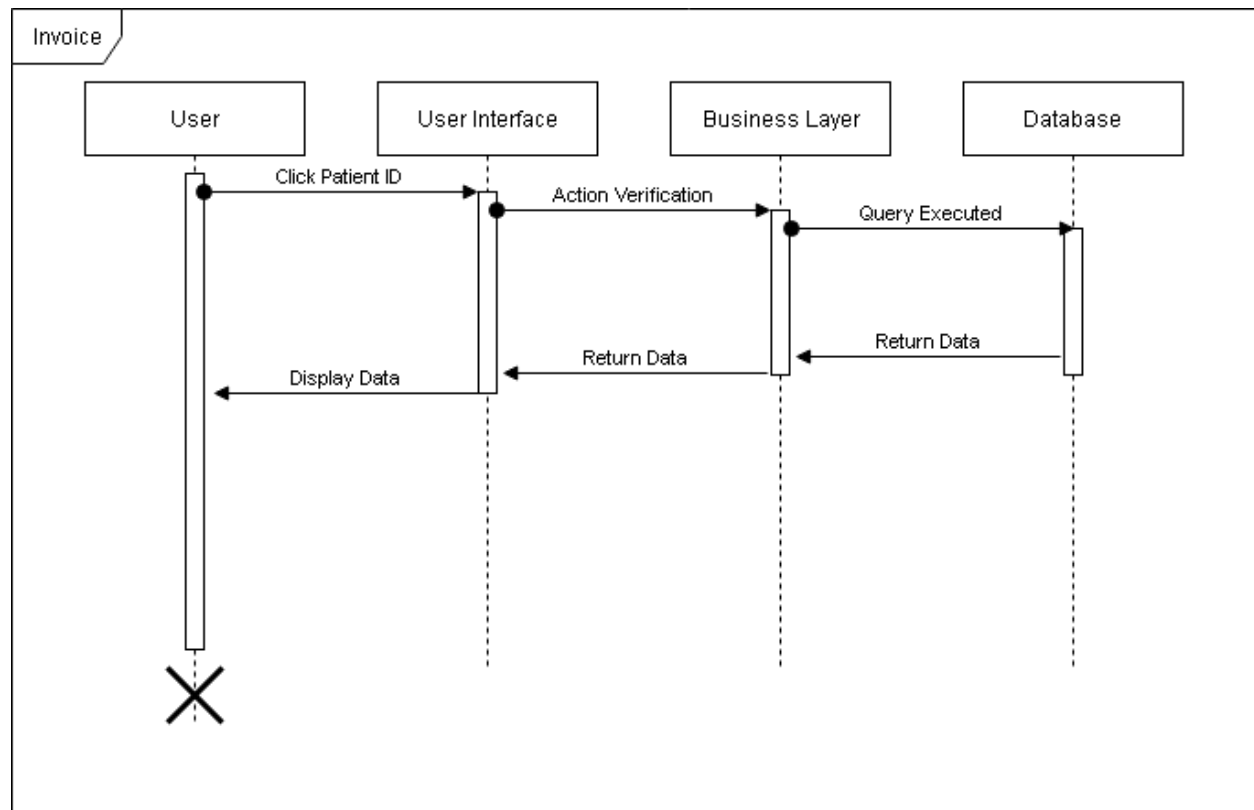 Invoice
User
User Interface
Business Layer
Database
Click Patient ID
Action Verification
Query Executed
Return Data
Return Data
Display Data